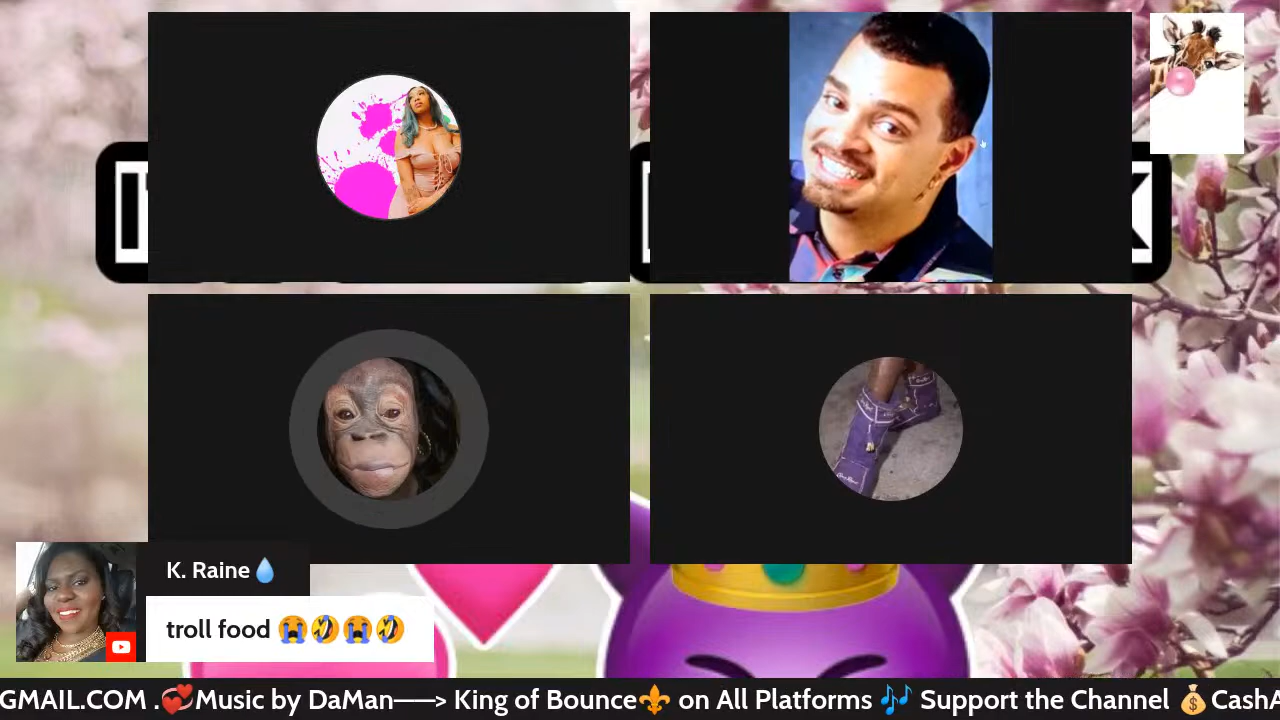 K. Raine💧
troll food 😭🤣😭🤣
GMAIL.COM .💞Music by DaMan——> King of Bounce⚜️ on All Platforms 🎶 Support the Channel 💰CashA